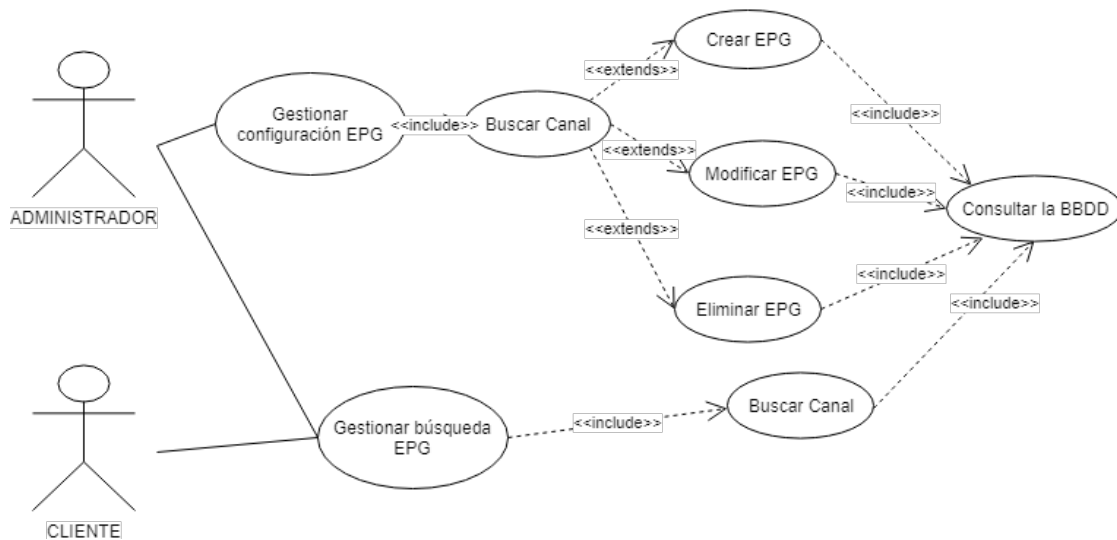 Crear EPG
<<extends>>
Gestionar
configuración EPG
<<include>>
Buscar Canal
<<include>>
<<extends>>
Modificar EPG
<<include>>
Consultar la BBDD
ADMINISTRADOR
<<extends>>
<<include>>
Eliminar EPG
<<include>>
Buscar Canal
<<include>>
Gestionar búsqueda
EPG
CLIENTE